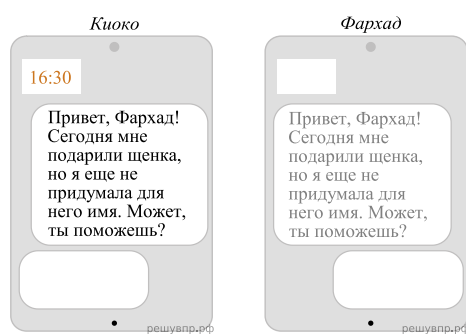 Киоко
16:30
Привет, Фархад!
Сегодня мне
подарили щенка,
но я еще не
придумала для
него имя. Может,
ты поможешь?
решувпр.рф
Фархад
Привет, Фархад!
Сегодня мне
подарили щенка,
но я еще не
придумала для
него имя. Может,
ты поможешь?
решувпр.рф